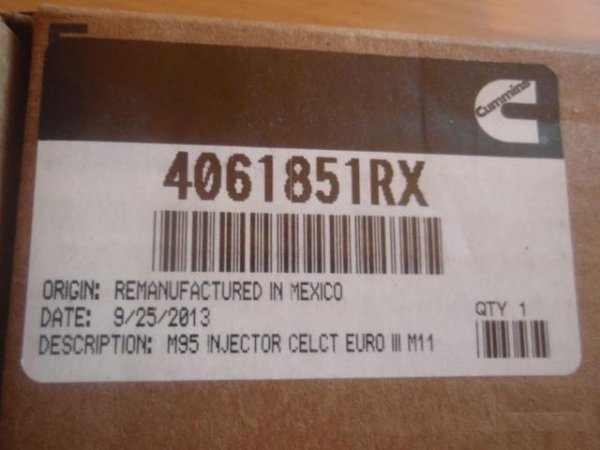 Cummins
4061851RX
ORIGIN: REMANUFACTURED IN MEXICO
DATE: 9/25/2013
QTY 1
DESCRIPTION: M95 INJECTOR CELCT EURO III M11